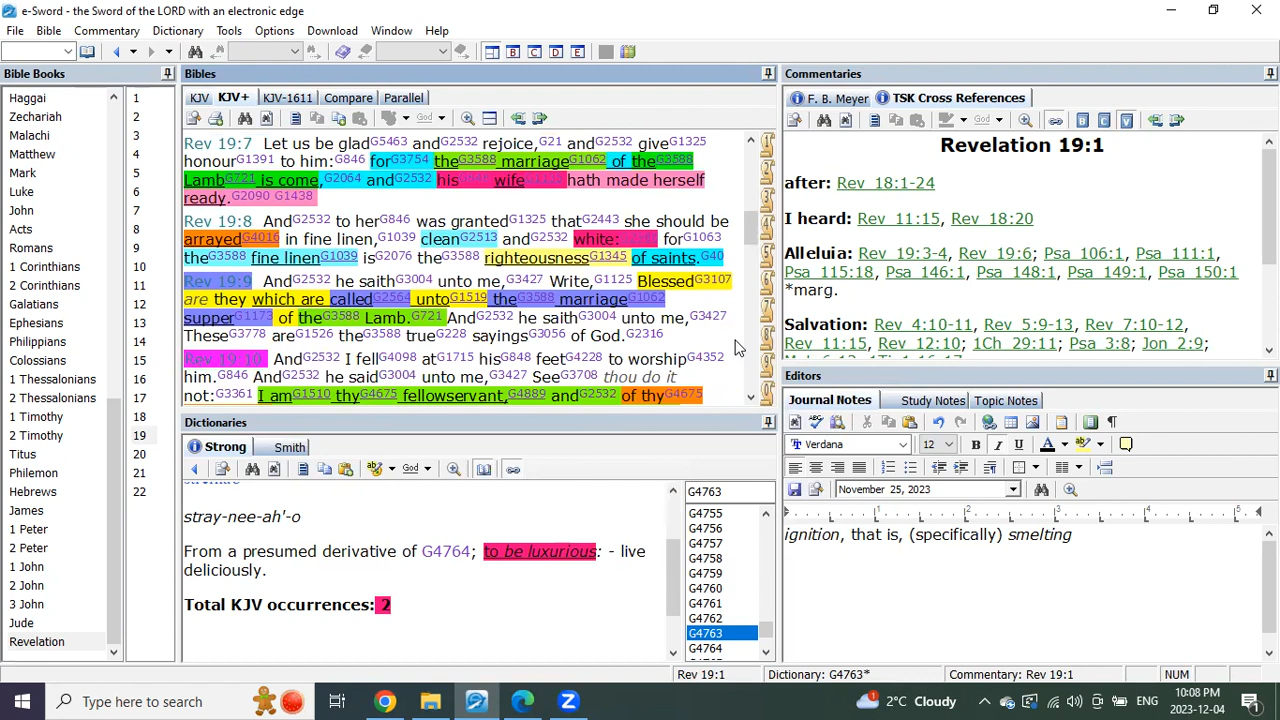 e-Sword - the Sword of the LORD with an electronic edge
File Bible Commentary Dictionary Tools Options Download Window Help
B C D E
Bible Books
Haggai
Zechariah
Malachi
Matthew
Mark
Luke
John
Acts
Romans
1 Corinthians
2 Corinthians
Galatians
Ephesians
Philippians
Colossians
1 Thessalonians
2 Thessalonians
1 Timothy
2 Timothy
Titus
Philemon
Hebrews
James
1 Peter
2 Peter
1 John
2 John
3 John
Jude
Revelation
1
2
3
4
5
6
7
8
9
10
11
12
13
14
15
16
17
18
19
20
21
22
Bibles
KJV KJV+ KJV-1611 Compare Parallel
God
Rev 19:7 Let us be gladG5463 andG2532 rejoice,G21 andG2532 giveG1325
honourG1391 to him:G846 forG3754 theG3588 marriageG1062 of theG3588
LambG721 is come,G2064 andG2532 his wife hath made herself
ready.G2090 G1438
Rev 19:8 AndG2532 to herG846 was grantedG1325 thatG2443 she should be
arrayedG4016 in fine linen,G1039 cleanG2513 andG2532 white: forG1063
theG3588 fine linenG1039 isG2076 theG3588 righteousnessG1345 of saints.G40
Rev 19:9 AndG2532 he saithG3004 unto me,G3427 Write,G1125 BlessedG3107
are they which are calledG2564 untoG1519 theG3588 marriageG1062
supperG1173 of theG3588 Lamb.G721 AndG2532 he saithG3004 unto me,G3427
TheseG3778 areG1526 theG3588 trueG228 sayingsG3056 of God.G2316
Rev 19:10 AndG2532 I fellG4098 atG1715 hisG848 feetG4228 to worshipG4352
him.G846 AndG2532 he saidG3004 unto me,G3427 SeeG3708 thou do it
not:G3361 I amG1510 thyG4675 fellowservant,G4889 andG2532 of thyG4675
Dictionaries
Strong Smith
God
stray-nee-ah'-o
From a presumed derivative of G4764; to be luxurious: - live
deliciously.
Total KJV occurrences: 2
G4763
G4755
G4756
G4757
G4758
G4759
G4760
G4761
G4762
G4763
G4764
Commentaries
F. B. Meyer TSK Cross References
God B C V
Revelation 19:1
after: Rev 18:1-24
I heard: Rev 11:15, Rev 18:20
Alleluia: Rev 19:3-4, Rev 19:6; Psa 106:1, Psa 111:1,
Psa 115:18, Psa 146:1, Psa 148:1, Psa 149:1, Psa 150:1
*marg.
Salvation: Rev 4:10-11, Rev 5:9-13, Rev 7:10-12,
Rev 11:15, Rev 12:10; 1Ch 29:11; Psa 3:8; Jon 2:9;
Editors
Journal Notes Study Notes Topic Notes
Verdana 12 B I U A
November 25, 2023
1 2 3 4 5
ignition, that is, (specifically) smelting
Rev 19:1 Dictionary: G4763* Commentary: Rev 19:1 NUM
Type here to search
1 2°C Cloudy
10:08 PM
2023-12-04
1